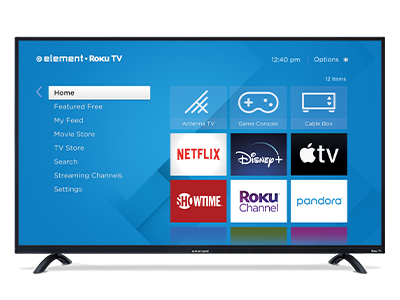 element • Roku TV
12:40 pm | Options ✱
12 items
Home
Featured Free
My Feed
Movie Store
TV Store
Search
Streaming Channels
Settings
Antenna TV
Game Console
Cable Box
NETFLIX
Disney+
tv
SHOWTIME
Roku
Channel
pandora
element
Roku TV